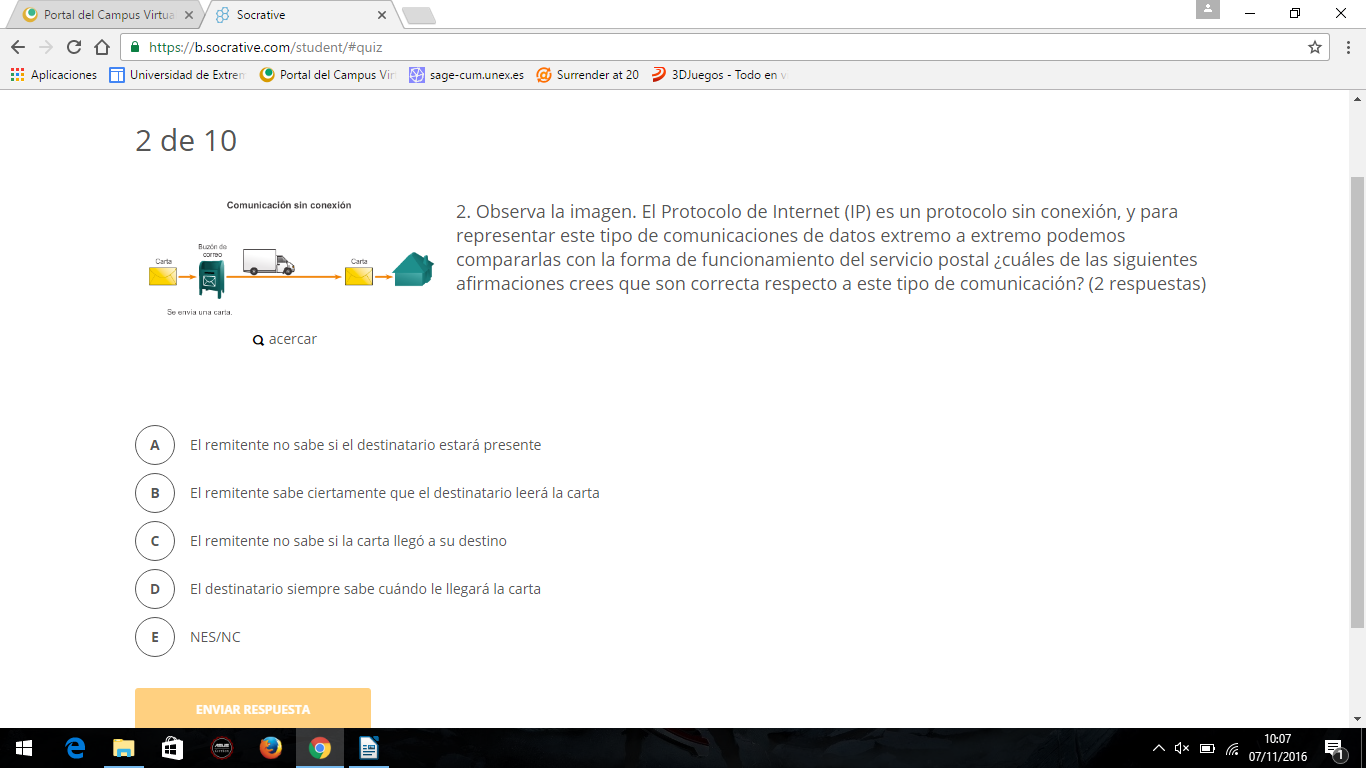 Portal del Campus Virtua
Socrative
https://b.socrative.com/student/#quiz
Aplicaciones
Universidad de Extrem
Portal del Campus Vir
sage-cum.unex.es
Surrender at 20
3DJuegos - Todo en v
2 de 10
Comunicación sin conexión
Carta
Buzón de
correo
Carta
Se envía una carta.
acercar
2. Observa la imagen. El Protocolo de Internet (IP) es un protocolo sin conexión, y para
representar este tipo de comunicaciones de datos extremo a extremo podemos
compararlas con la forma de funcionamiento del servicio postal ¿cuáles de las siguientes
afirmaciones crees que son correcta respecto a este tipo de comunicación? (2 respuestas)
A El remitente no sabe si el destinatario estará presente
B El remitente sabe ciertamente que el destinatario leerá la carta
C El remitente no sabe si la carta llegó a su destino
D El destinatario siempre sabe cuándo le llegará la carta
E NES/NC
ENVIAR RESPUESTA
10:07
07/11/2016
1